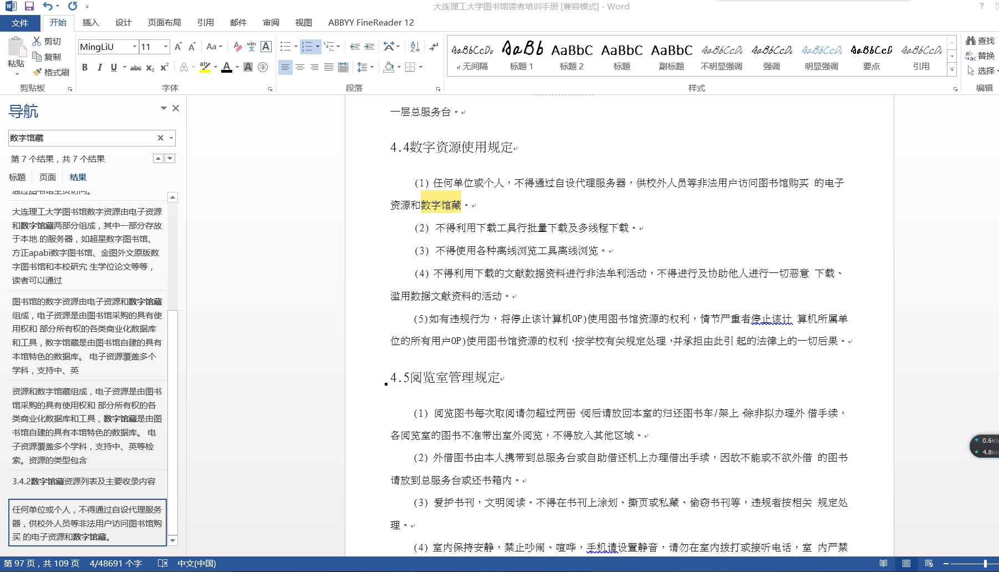 大连理工大学图书馆读者培训手册 [兼容模式] - Word
文件 开始 插入 设计 页面布局 引用 邮件 审阅 视图 ABBYY FineReader 12
粘贴 剪切 复制 格式刷
MingLiU 11
无间隔 标题 1 标题 2 标题 副标题 不明显强调 强调 明显强调 要点 引用
查找 替换 选择
剪贴板 字体 段落 样式 编辑
导航
数字馆藏
第 7 个结果，共 7 个结果
标题 页面 结果
通过图书馆主页访问。
大连理工大学图书馆数字资源由电子资源
和数字馆藏两部分组成，其中一部分存放
于本地 的服务器，如超星数字图书馆、
方正apabi数字图书馆、金图外文原版数
字图书馆和本校研究 生学位论文等等，
读者可以通过
图书馆的数字资源由电子资源和数字馆藏
组成，电子资源是由图书馆采购的具有使
用权和 部分所有权的各类商业化数据库
和工具，数字馆藏是由图书馆自建的具有
本馆特色的数据库。 电子资源覆盖多个
学科，支持中、英
资源和数字馆藏组成，电子资源是由图书
馆采购的具有使用权和 部分所有权的各
类商业化数据库和工具，数字馆藏是由图
书馆自建的具有本馆特色的数据库。 电
子资源覆盖多个学科，支持中、英等检
索。资源的类型包含
3.4.2数字馆藏资源列表及主要收录内容
任何单位或个人，不得通过自设代理服务
器，供校外人员等非法用户访问图书馆购
买 的电子资源和数字馆藏。
一层总服务台。
4.4数字资源使用规定
(1) 任何单位或个人，不得通过自设代理服务器，供校外人员等非法用户访问图书馆购买 的电子
资源和数字馆藏。
(2) 不得利用下载工具行批量下载及多线程下载。
(3) 不得使用各种离线浏览工具离线浏览。
(4) 不得利用下载的文献数据资料进行非法牟利活动，不得进行及协助他人进行一切恶意 下载、
滥用数据文献资料的活动。
(5)如有违规行为，将停止该计算机OP)使用图书馆资源的权利，情节严重者停止该计 算机所属单
位的所有用户OP)使用图书馆资源的权利，按学校有关规定处理，并承担由此引 起的法律上的一切后果。
4.5阅览室管理规定
(1) 阅览图书每次取阅请勿超过两册，阅后请放回本室的归还图书车/架上，除非拟办理外 借手续，
各阅览室的图书不准带出室外阅览，不得放入其他区域。
(2) 外借图书由本人携带到总服务台或自助借还机上办理借出手续，因故不能或不欲外借 的图书
请放到总服务台或还书箱内。
(3) 爱护书刊，文明阅读。不得在书刊上涂划、撕页或私藏、偷窃书刊等，违规者按相关 规定处
理。
(4) 室内保持安静，禁止吵闹、喧哗，手机请设置静音，请勿在室内拨打或接听电话，室 内严禁
0.6K/s
4.8K/s
第 97 页，共 109 页 4/48691 个字 中文(中国)